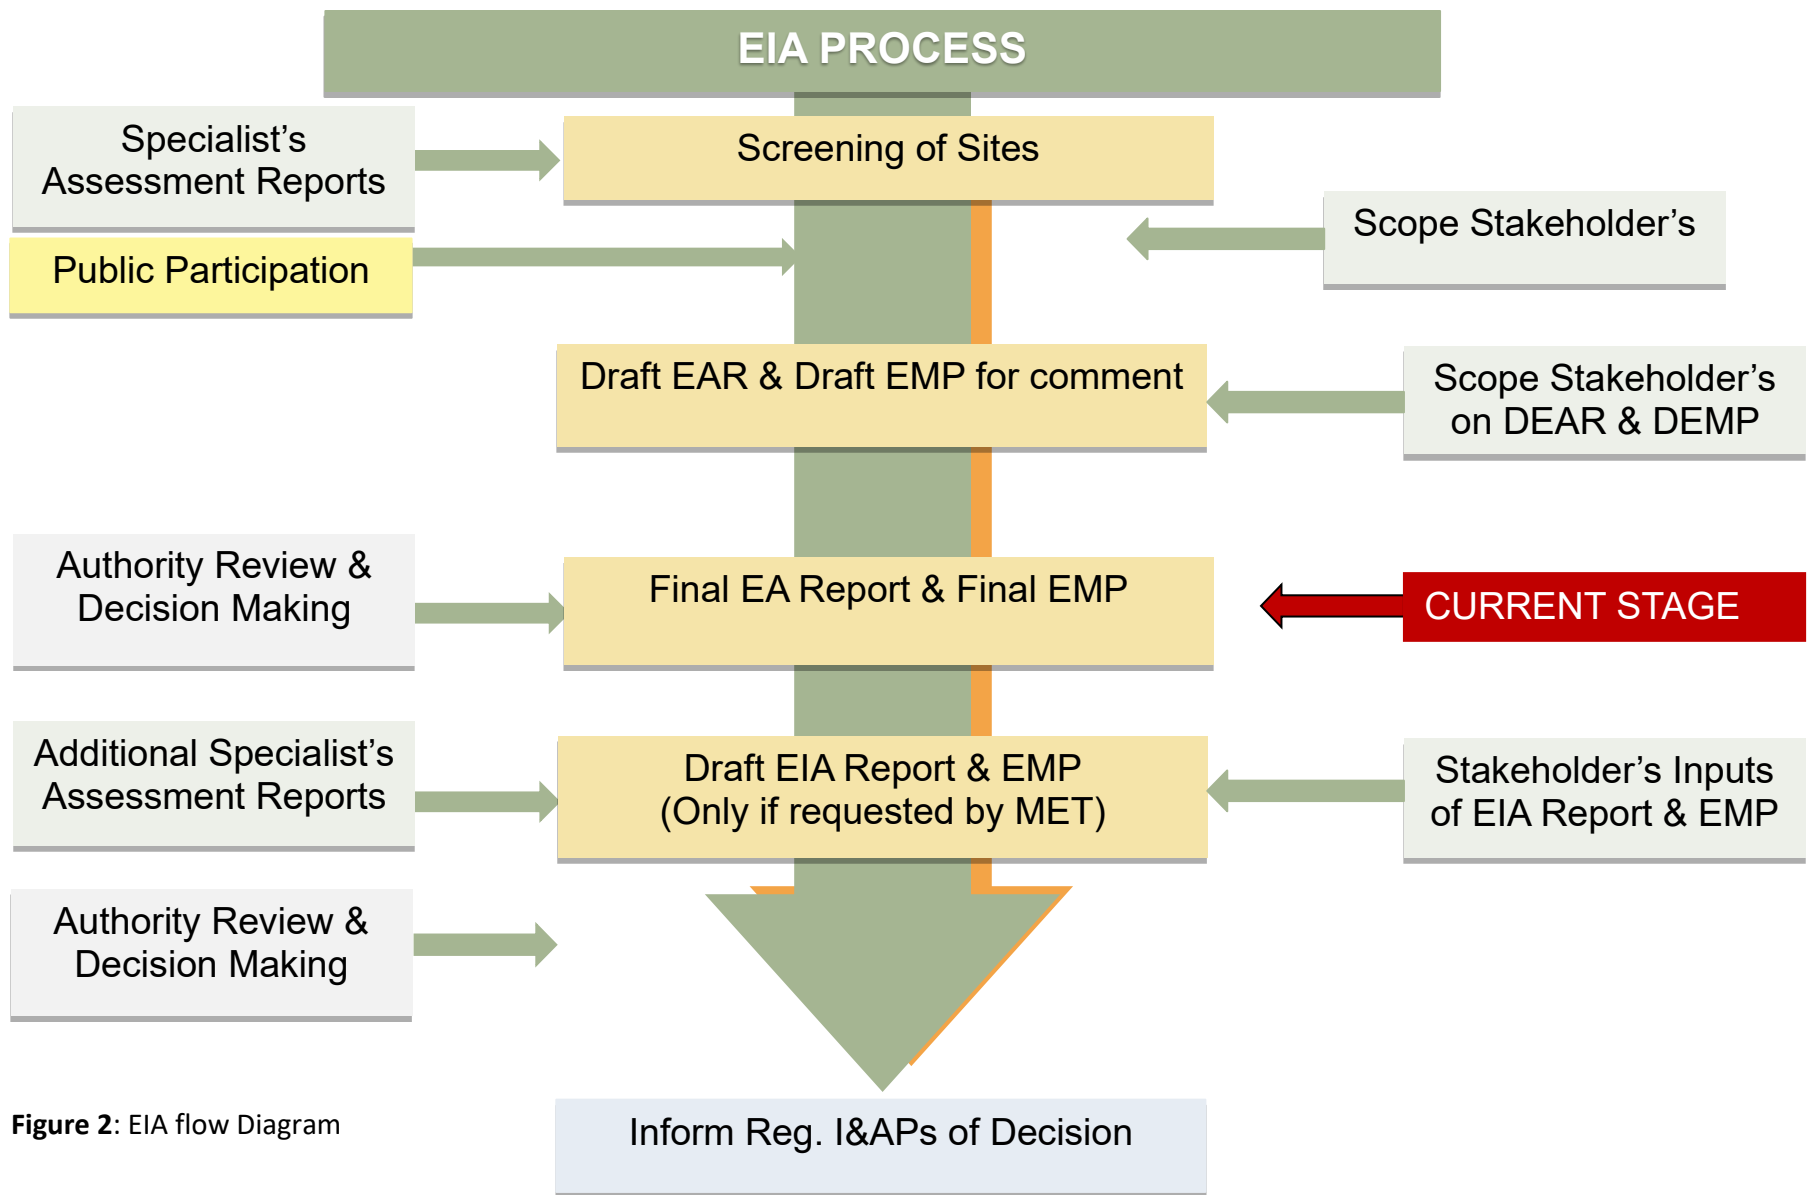 EIA PROCESS
Specialist’s
Assessment Reports
Screening of Sites
Scope Stakeholder’s
Public Participation
Draft EAR & Draft EMP for comment
Scope Stakeholder’s
on DEAR & DEMP
Authority Review &
Decision Making
Final EA Report & Final EMP
CURRENT STAGE
Additional Specialist’s
Assessment Reports
Draft EIA Report & EMP
(Only if requested by MET)
Stakeholder’s Inputs
of EIA Report & EMP
Authority Review &
Decision Making
Figure 2: EIA flow Diagram
Inform Reg. I&APs of Decision